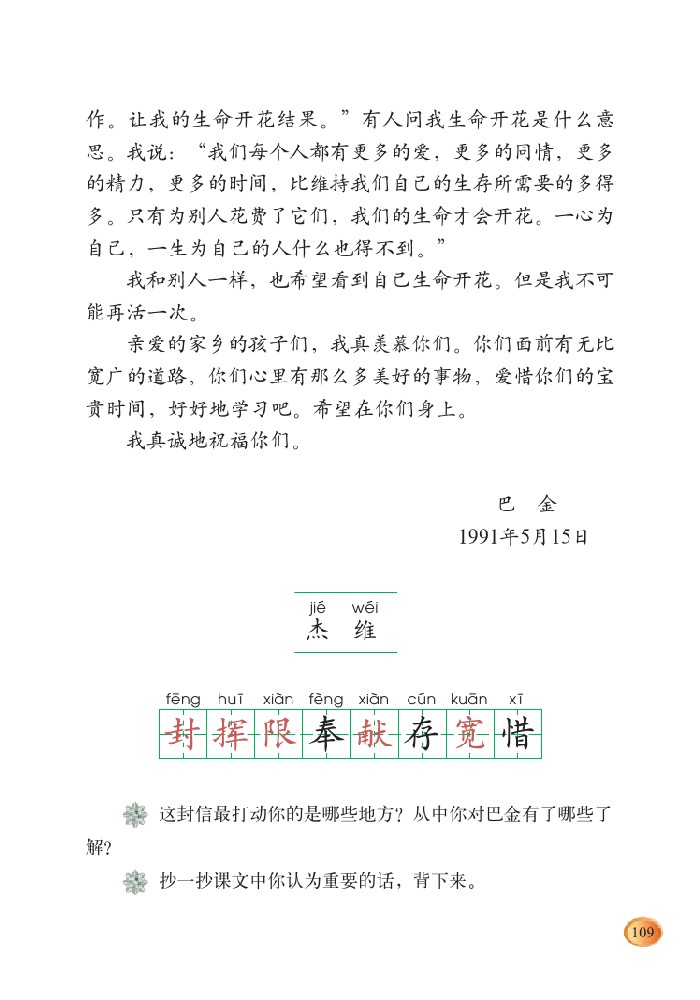 作。让我的生命开花结果。”有人问我生命开花是什么意
思。我说：“我们每个人都有更多的爱，更多的同情，更多
的精力，更多的时间，比维持我们自己的生存所需要的多得
多。只有为别人花费了它们，我们的生命才会开花。一心为
自己，一生为自己的人什么也得不到。”
我和别人一样，也希望看到自己生命开花。但是我不可
能再活一次。
亲爱的家乡的孩子们，我真羡慕你们。你们面前有无比
宽广的道路，你们心里有那么多美好的事物，爱惜你们的宝
贵时间，好好地学习吧。希望在你们身上。
我真诚地祝福你们。
巴 金
1991年5月15日
jié wéi
杰 维
fēng huī xiàn fèng xiàn cún kuān xī
封 挥 限 奉 献 存 宽 惜
这封信最打动你的是哪些地方？从中你对巴金有了哪些了
解？
抄一抄课文中你认为重要的话，背下来。
109